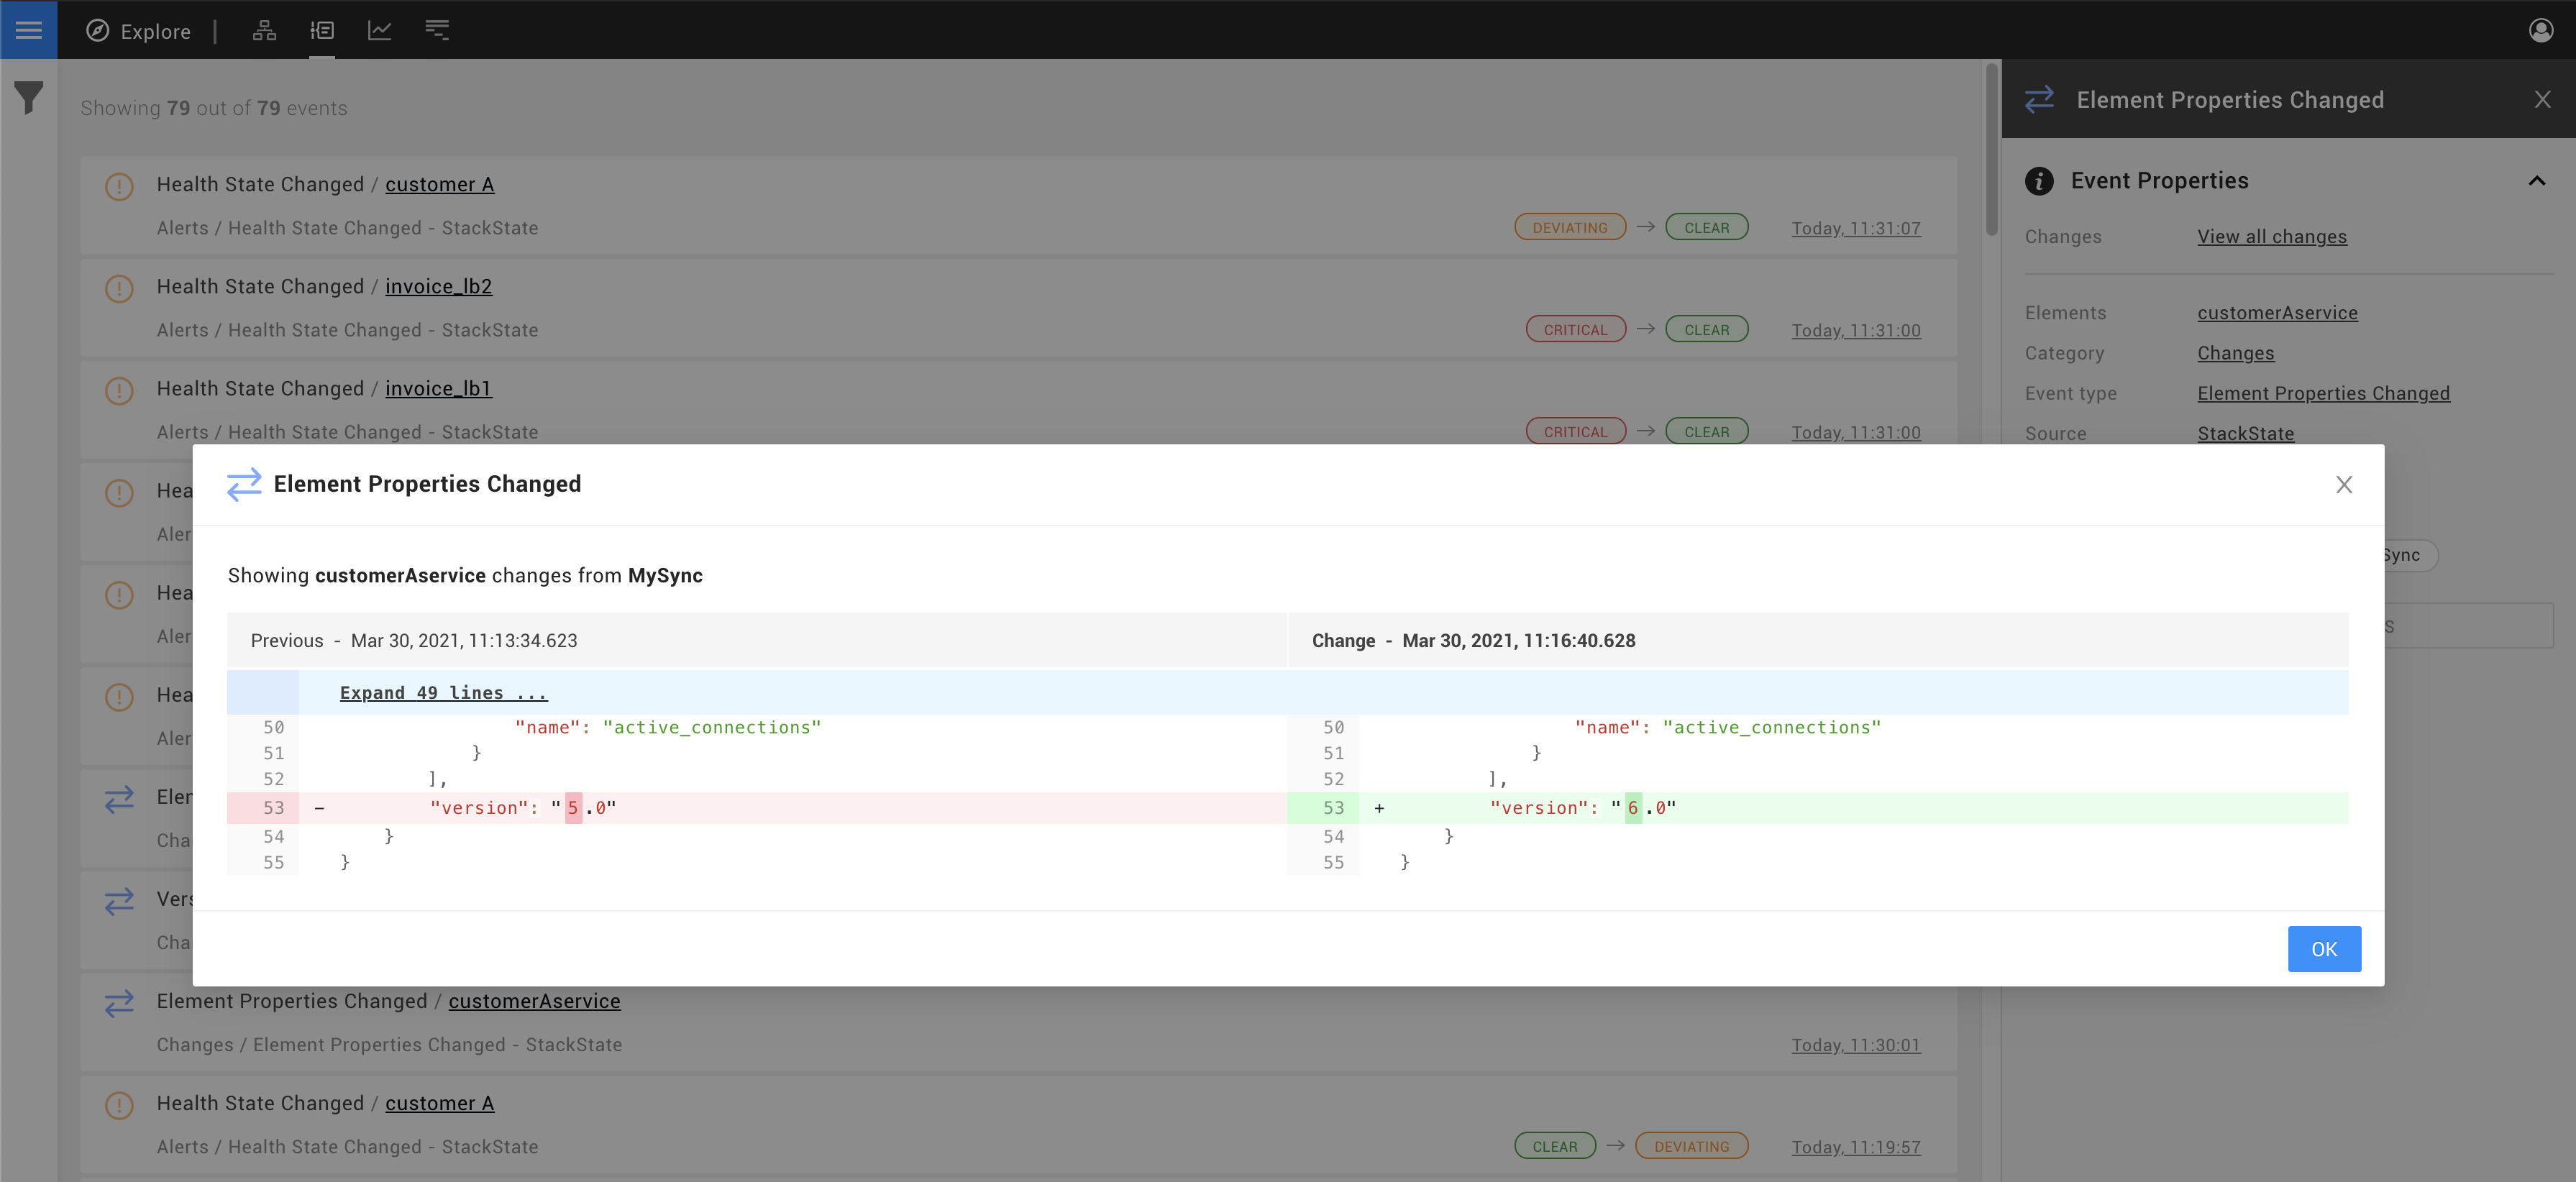 Explore
Showing 79 out of 79 events
Health State Changed / customer A
Alerts / Health State Changed - StackState
DEVIATING → CLEAR Today, 11:31:07
Health State Changed / invoice_lb2
Alerts / Health State Changed - StackState
CRITICAL → CLEAR Today, 11:31:00
Health State Changed / invoice_lb1
Alerts / Health State Changed - StackState
CRITICAL → CLEAR Today, 11:31:00
Hea
Aler
Hea
Aler
Hea
Aler
Elen
Cha
Vers
Cha
Element Properties Changed / customerAservice
Changes / Element Properties Changed - StackState
Today, 11:30:01
Health State Changed / customer A
Alerts / Health State Changed - StackState
CLEAR → DEVIATING Today, 11:19:57
Element Properties Changed
Event Properties
Changes View all changes
Elements customerAservice
Category Changes
Event type Element Properties Changed
Source StackState
Sync
s
Element Properties Changed
Showing customerAservice changes from MySync
Previous - Mar 30, 2021, 11:13:34.623
Expand 49 lines ...
50 "name": "active_connections"
51 }
52 ],
53 - "version": "5.0"
54 }
55 }
Change - Mar 30, 2021, 11:16:40.628
50 "name": "active_connections"
51 }
52 ],
53 + "version": "6.0"
54 }
55 }
OK